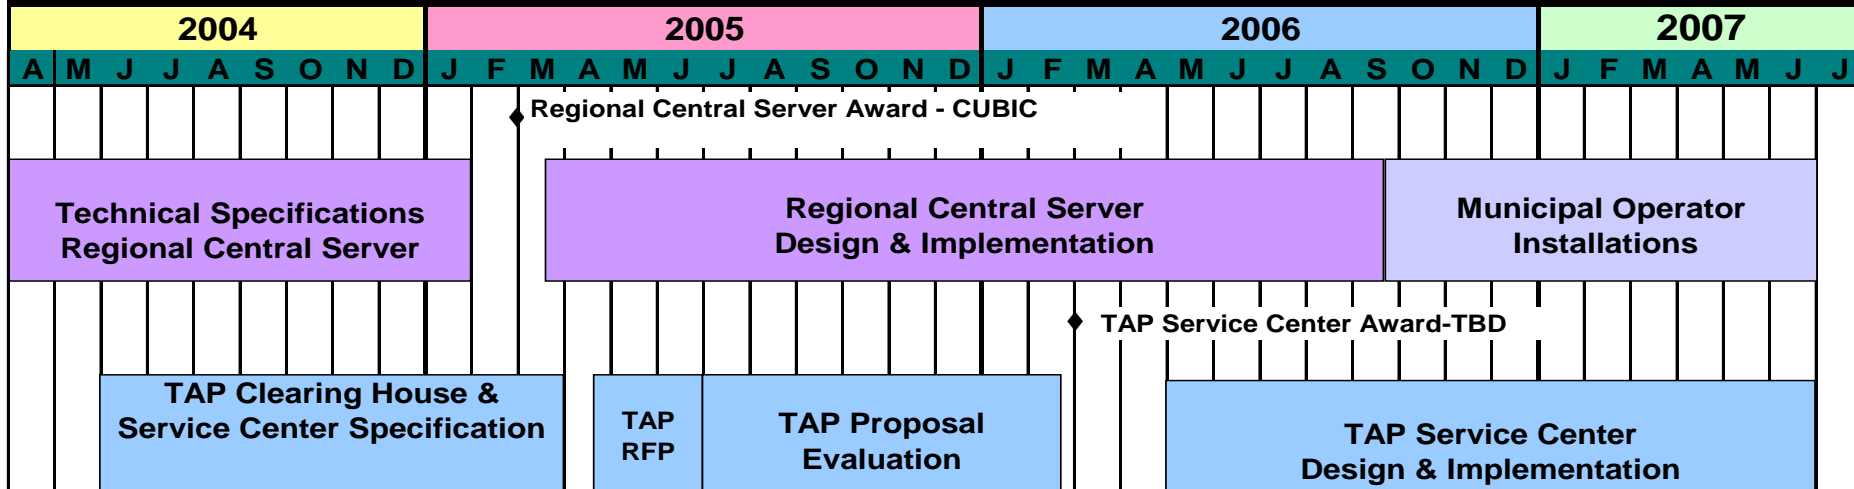 2004 2005 2006 2007
A M J J A S O N D J F M A M J J A S O N D J F M A M J J A S O N D J F M A M J J
Regional Central Server Award - CUBIC
Technical Specifications
Regional Central Server
Regional Central Server
Design & Implementation
Municipal Operator
Installations
TAP Service Center Award-TBD
TAP Clearing House &
Service Center Specification
TAP
RFP
TAP Proposal
Evaluation
TAP Service Center
Design & Implementation